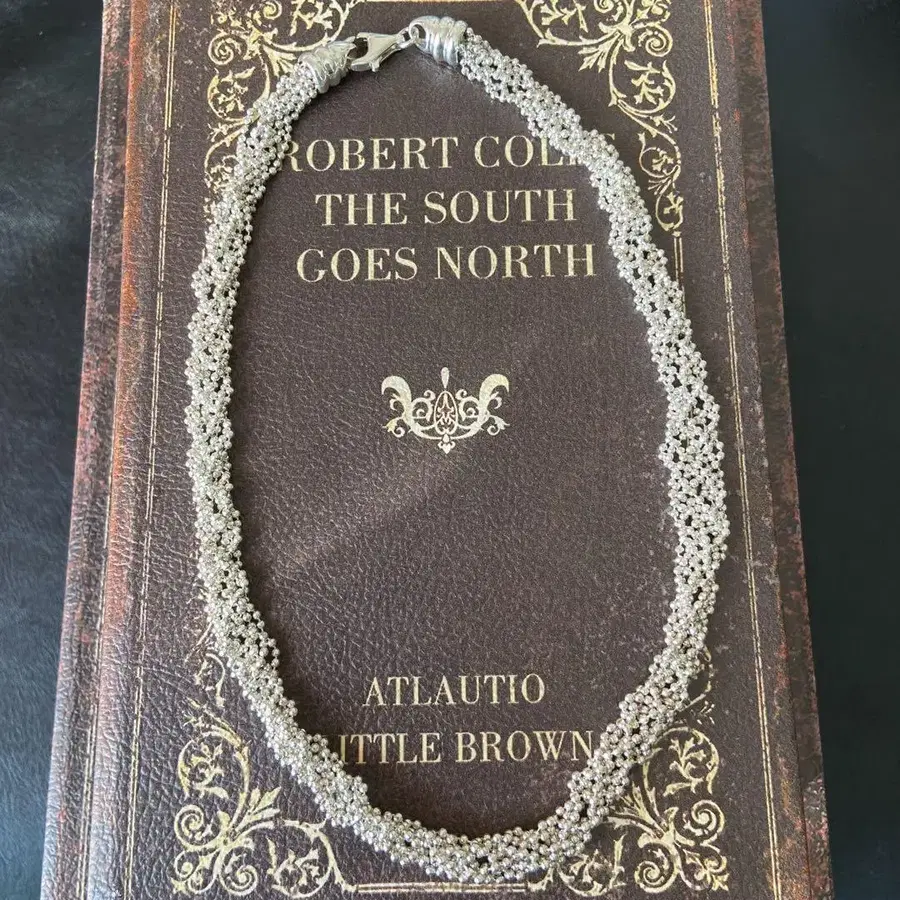 ROBERT
THE SOUTH
GOES NORTH
ATLAUTIO
BROWN